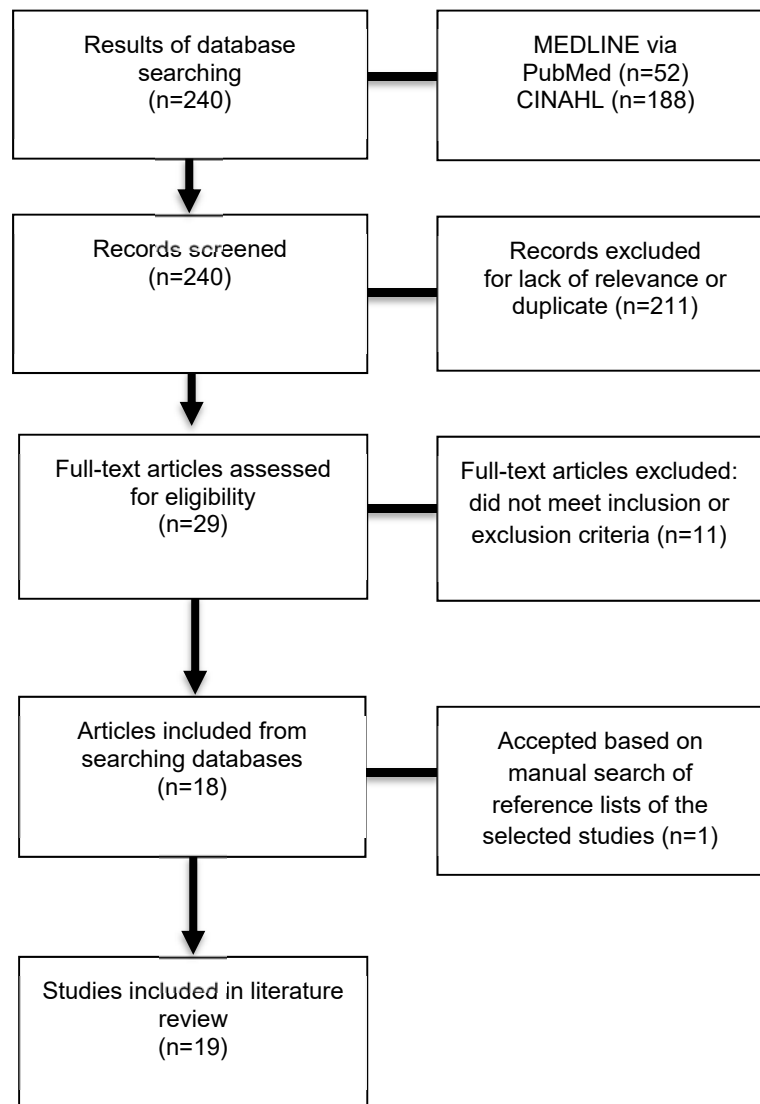 Results of database
searching
(n=240)
MEDLINE via
PubMed (n=52)
CINAHL (n=188)
Records screened
(n=240)
Records excluded
for lack of relevance or
duplicate (n=211)
Full-text articles assessed
for eligibility
(n=29)
Full-text articles excluded:
did not meet inclusion or
exclusion criteria (n=11)
Articles included from
searching databases
(n=18)
Accepted based on
manual search of
reference lists of the
selected studies (n=1)
Studies included in literature
review
(n=19)